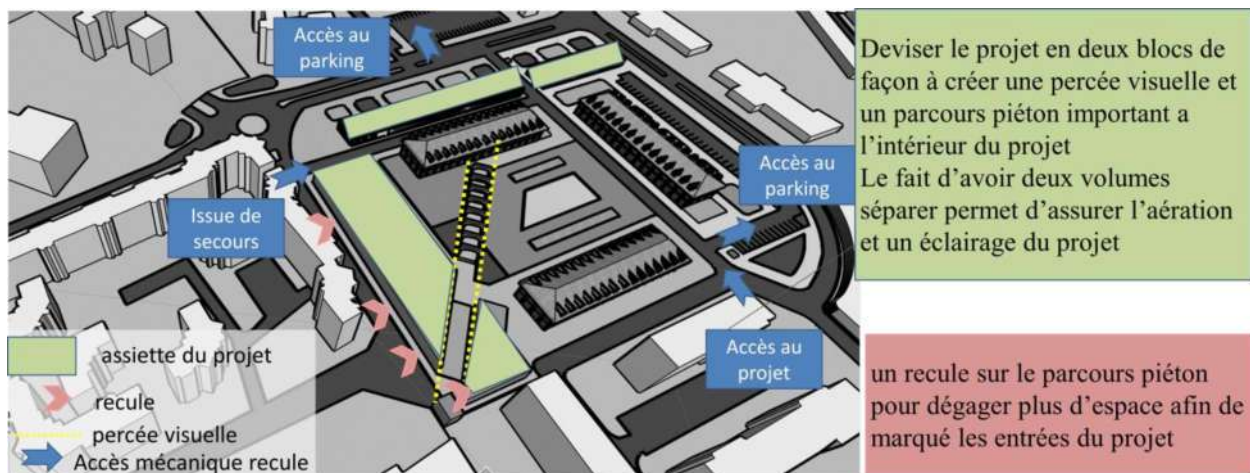 Accès au
parking
Issue de
secours
Accès au
parking
Accès au
projet
assiette du projet
recule
percée visuelle
Accès mécanique recule
Deviser le projet en deux blocs de
façon à créer une percée visuelle et
un parcours piéton important a
l’intérieur du projet
Le fait d’avoir deux volumes
séparer permet d’assurer l’aération
et un éclairage du projet
un recule sur le parcours piéton
pour dégager plus d’espace afin de
marqué les entrées du projet